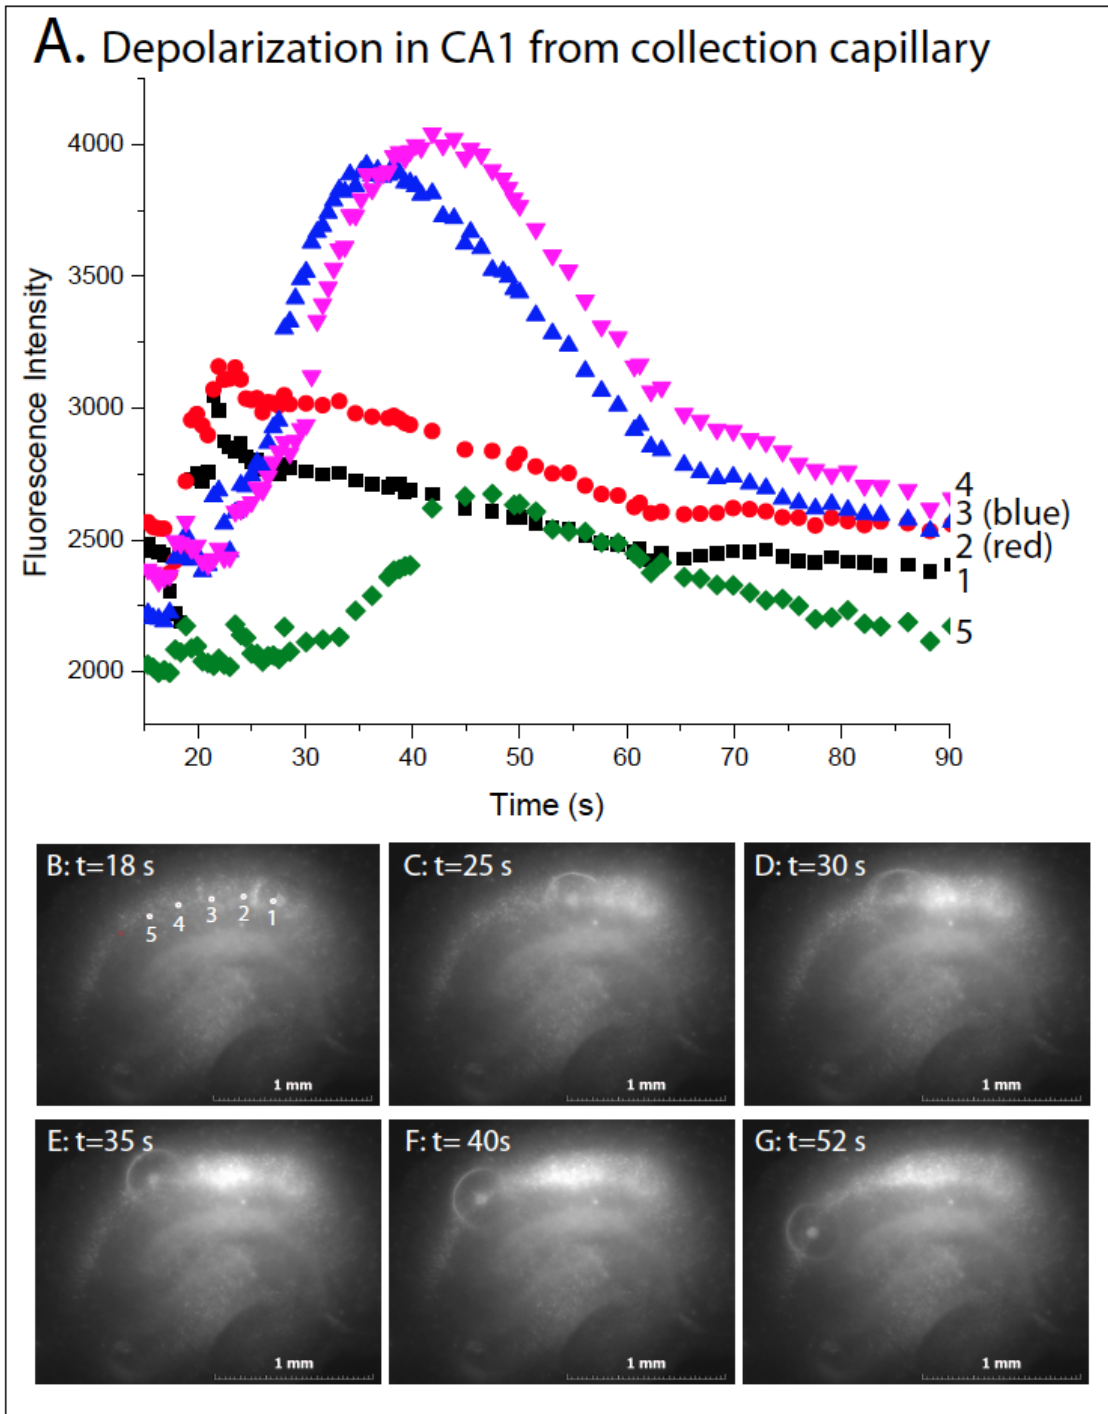 A. Depolarization in CA1 from collection capillary
Fluorescence Intensity
4000
3500
3000
2500
2000
4
3 (blue)
2 (red)
1
5
20 30 40 50 60 70 80 90
Time (s)
B: t=18 s
5 4 3 2 1
1 mm
C: t=25 s
1 mm
D: t=30 s
1 mm
E: t=35 s
1 mm
F: t= 40s
1 mm
G: t=52 s
1 mm